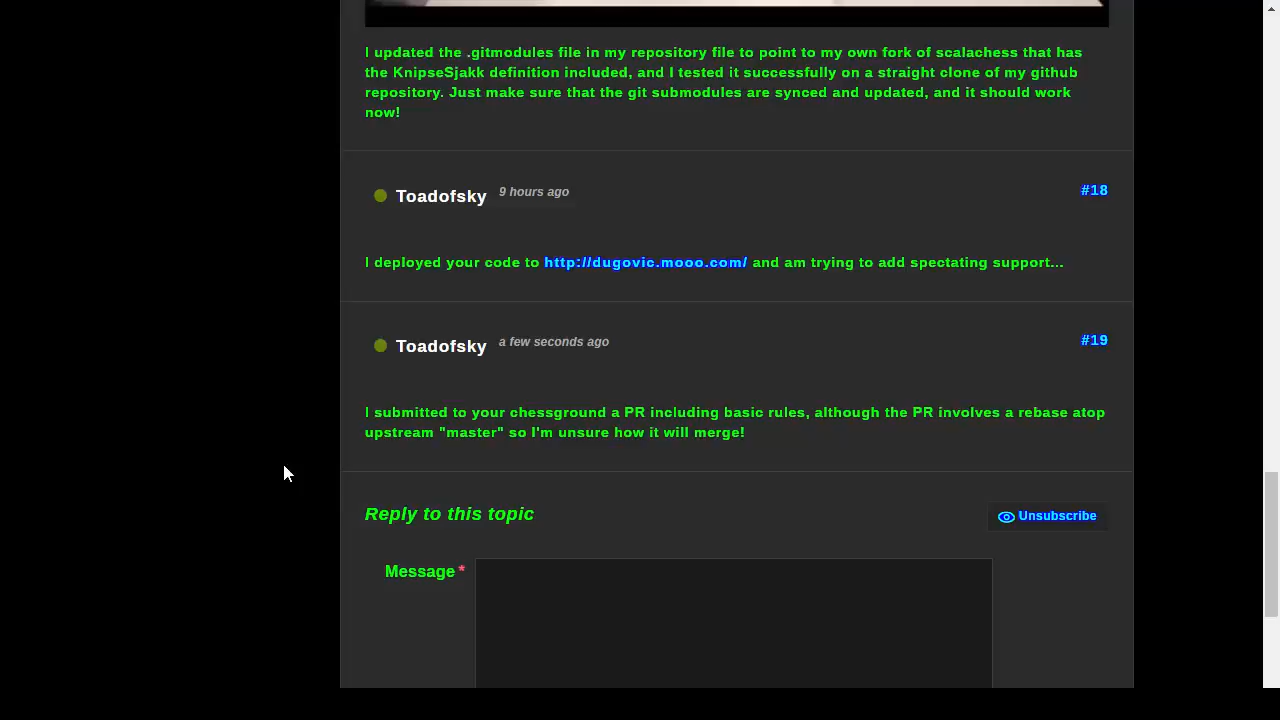 I updated the .gitmodules file in my repository file to point to my own fork of scalachess that has
the KnipseSjakk definition included, and I tested it successfully on a straight clone of my github
repository. Just make sure that the git submodules are synced and updated, and it should work
now!
Toadofsky 9 hours ago #18
I deployed your code to http://dugovic.mooo.com/ and am trying to add spectating support...
Toadofsky a few seconds ago #19
I submitted to your chessground a PR including basic rules, although the PR involves a rebase atop
upstream "master" so I'm unsure how it will merge!
Reply to this topic Unsubscribe
Message *